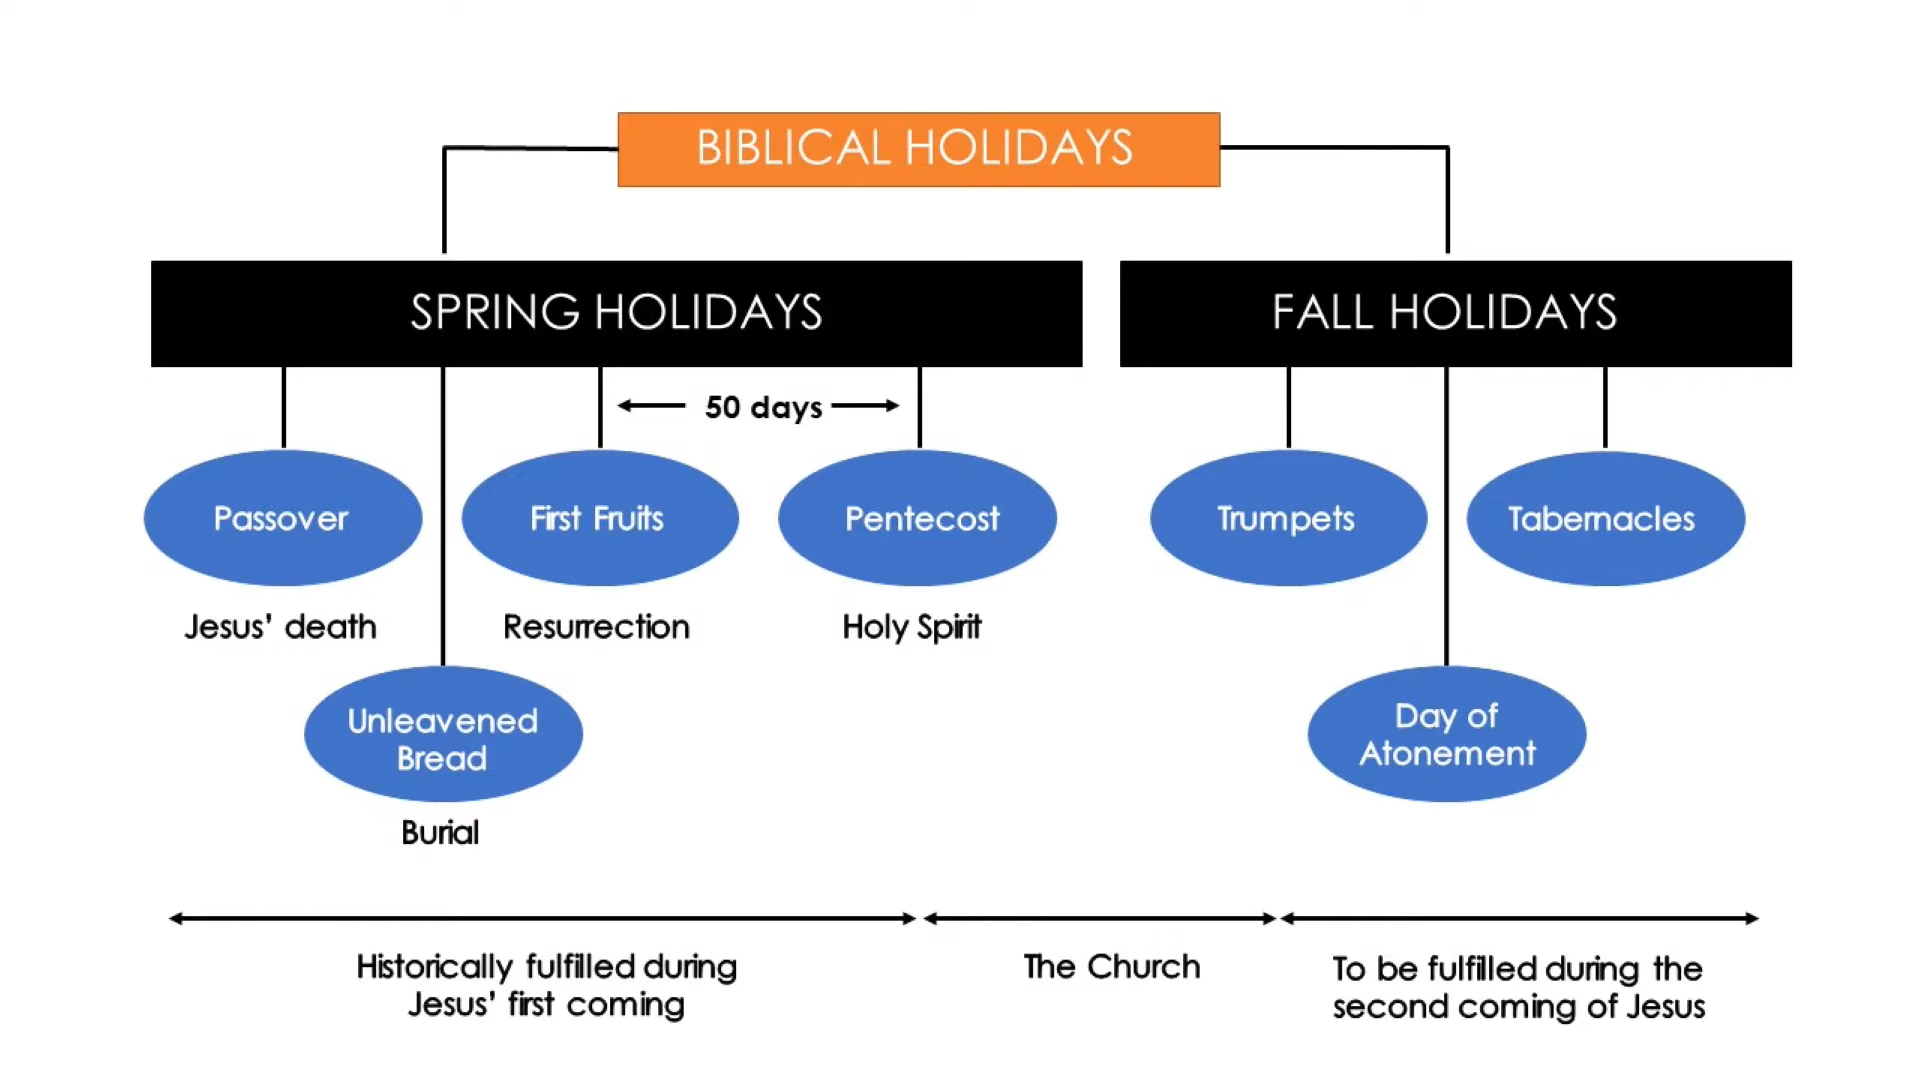 BIBLICAL HOLIDAYS
SPRING HOLIDAYS
FALL HOLIDAYS
50 days
Passover
First Fruits
Pentecost
Trumpets
Tabernacles
Jesus’ death
Resurrection
Holy Spirit
Unleavened
Bread
Day of
Atonement
Burial
Historically fulfilled during
Jesus’ first coming
The Church
To be fulfilled during the
second coming of Jesus